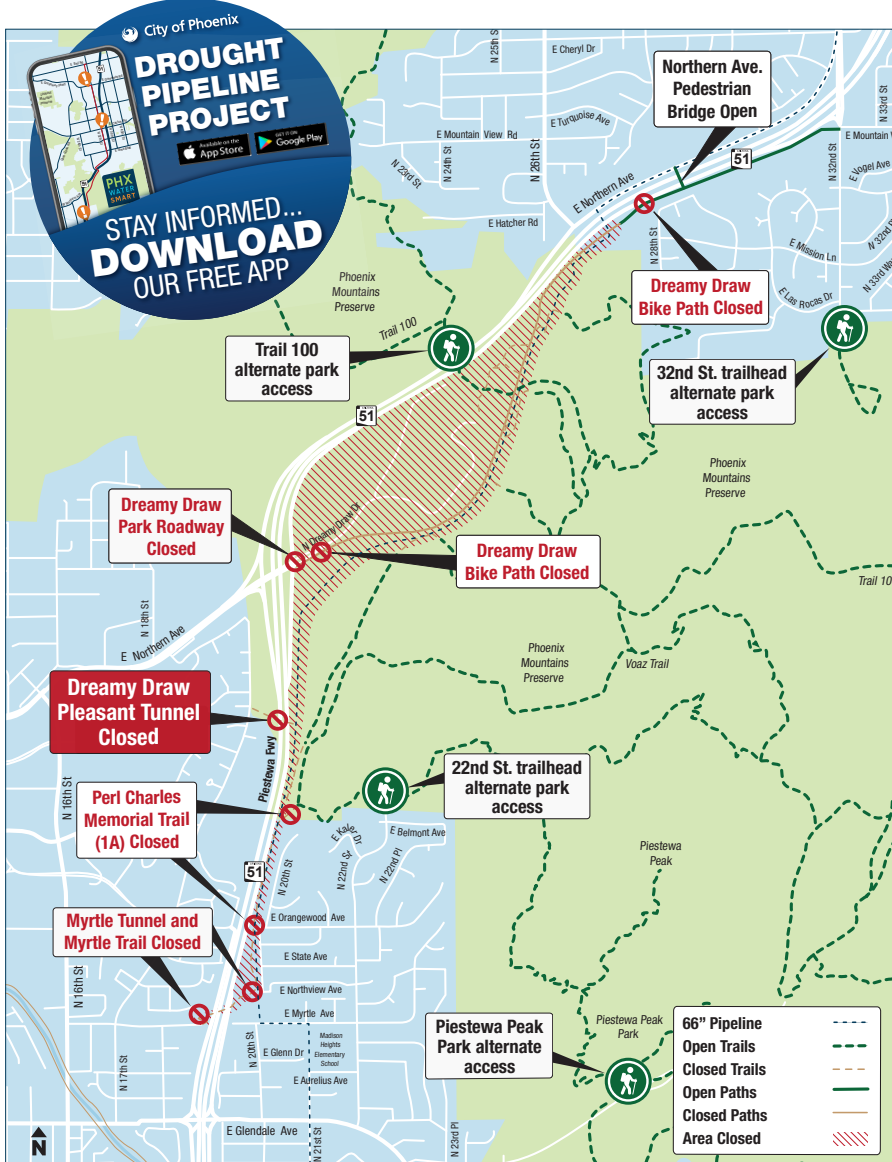 City of Phoenix
DROUGHT
PIPELINE
PROJECT
Available on the
App Store
GET IT ON
Google Play
PHX
WATER
SMART
STAY INFORMED...
DOWNLOAD
OUR FREE APP
N 25th St
E Cheryl Dr
Northern Ave.
Pedestrian
Bridge Open
N 33rd St
E Turquoise Ave
E Mountain View Rd
N 24th St
N 23rd St
N 26th St
51
N 32nd St
E Mountain V
E Vogel Ave
E Northern Ave
E Hatcher Rd
N 28th St
E Mission Ln
N 32nd Pl
N 33rd Wa
E Las Rocas Dr
Dreamy Draw
Bike Path Closed
Phoenix
Mountains
Preserve
Trail 100
Trail 100
alternate park
access
32nd St. trailhead
alternate park
access
51
Phoenix
Mountains
Preserve
Dreamy Draw
Park Roadway
Closed
N Dreamy Draw Dr
Dreamy Draw
Bike Path Closed
Trail 10
N 18th St
E Northern Ave
Phoenix
Mountains
Preserve
Voaz Trail
Dreamy Draw
Pleasant Tunnel
Closed
Piestewa Fwy
N 16th St
22nd St. trailhead
alternate park
access
Perl Charles
Memorial Trail
(1A) Closed
E Kaler Dr
E Belmont Ave
N 22nd St
N 22nd Pl
51
N 20th St
Piestewa
Peak
Myrtle Tunnel and
Myrtle Trail Closed
E Orangewood Ave
E State Ave
N 16th St
E Northview Ave
E Myrtle Ave
Madison
Heights
Elementary
School
N 20th St
E Glenn Dr
N 17th St
E Aurelius Ave
Piestewa Peak
Park alternate
access
Piestewa Peak
Park
E Glendale Ave
N 21st St
N 23rd Pl
N
66” Pipeline
Open Trails
Closed Trails
Open Paths
Closed Paths
Area Closed